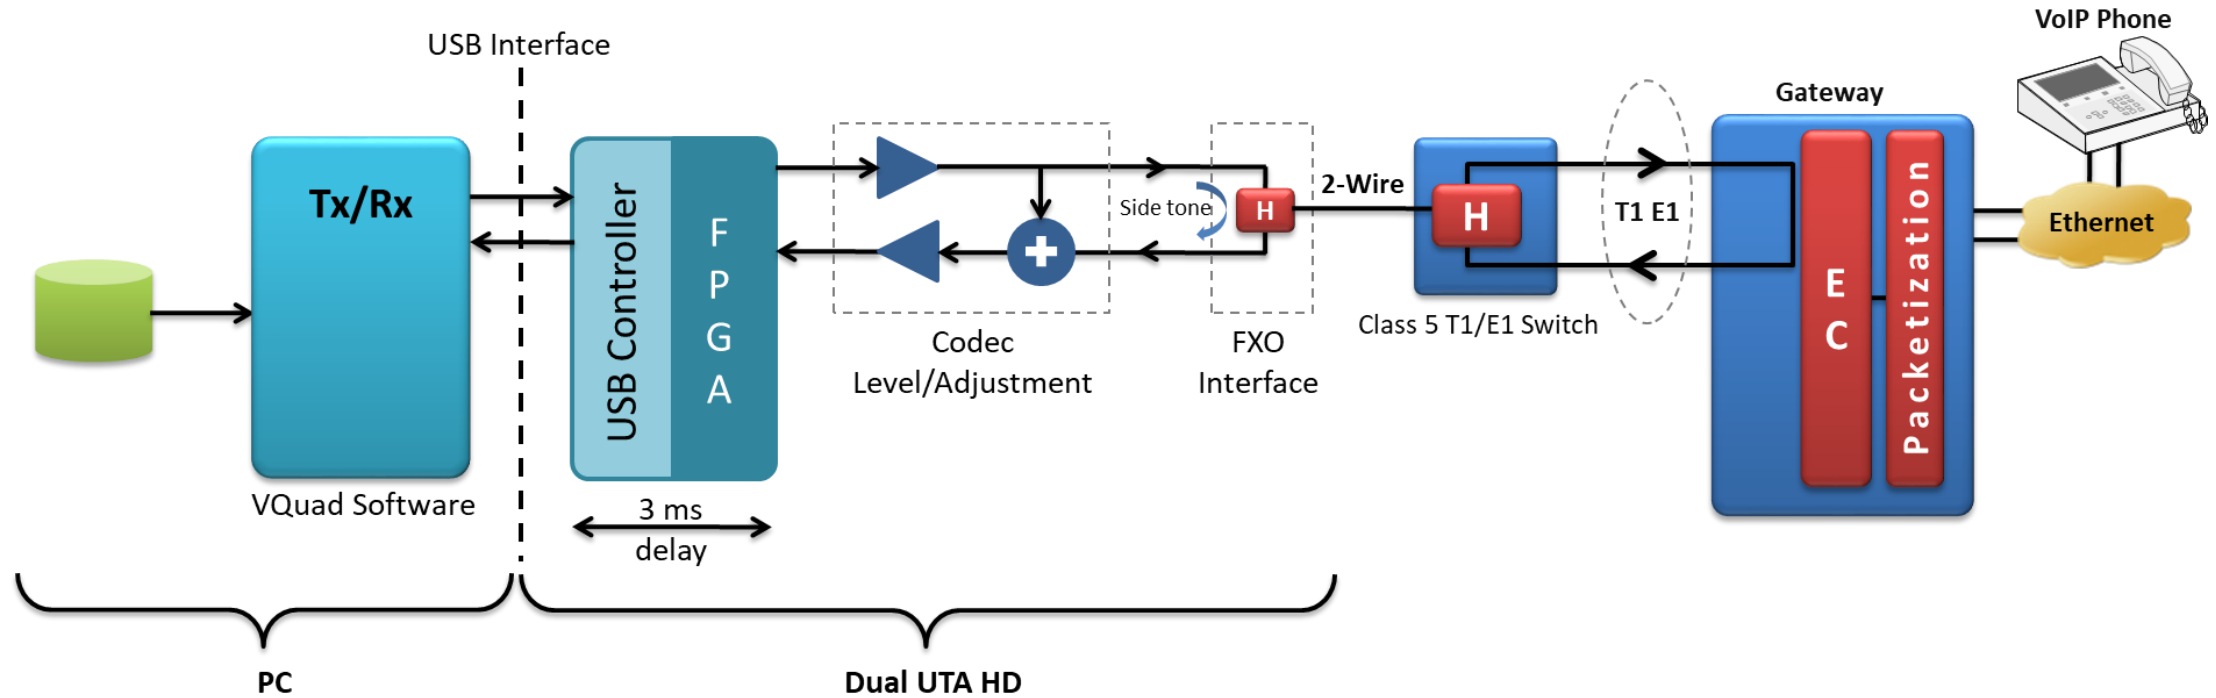 VoIP Phone
USB Interface
Gateway
Tx/Rx
USB Controller
F
P
G
A
Side tone
H
2-Wire
H
T1 E1
E
C
Packetization
Ethernet
Codec
Level/Adjustment
FXO
Interface
Class 5 T1/E1 Switch
VQuad Software
3 ms
delay
PC
Dual UTA HD